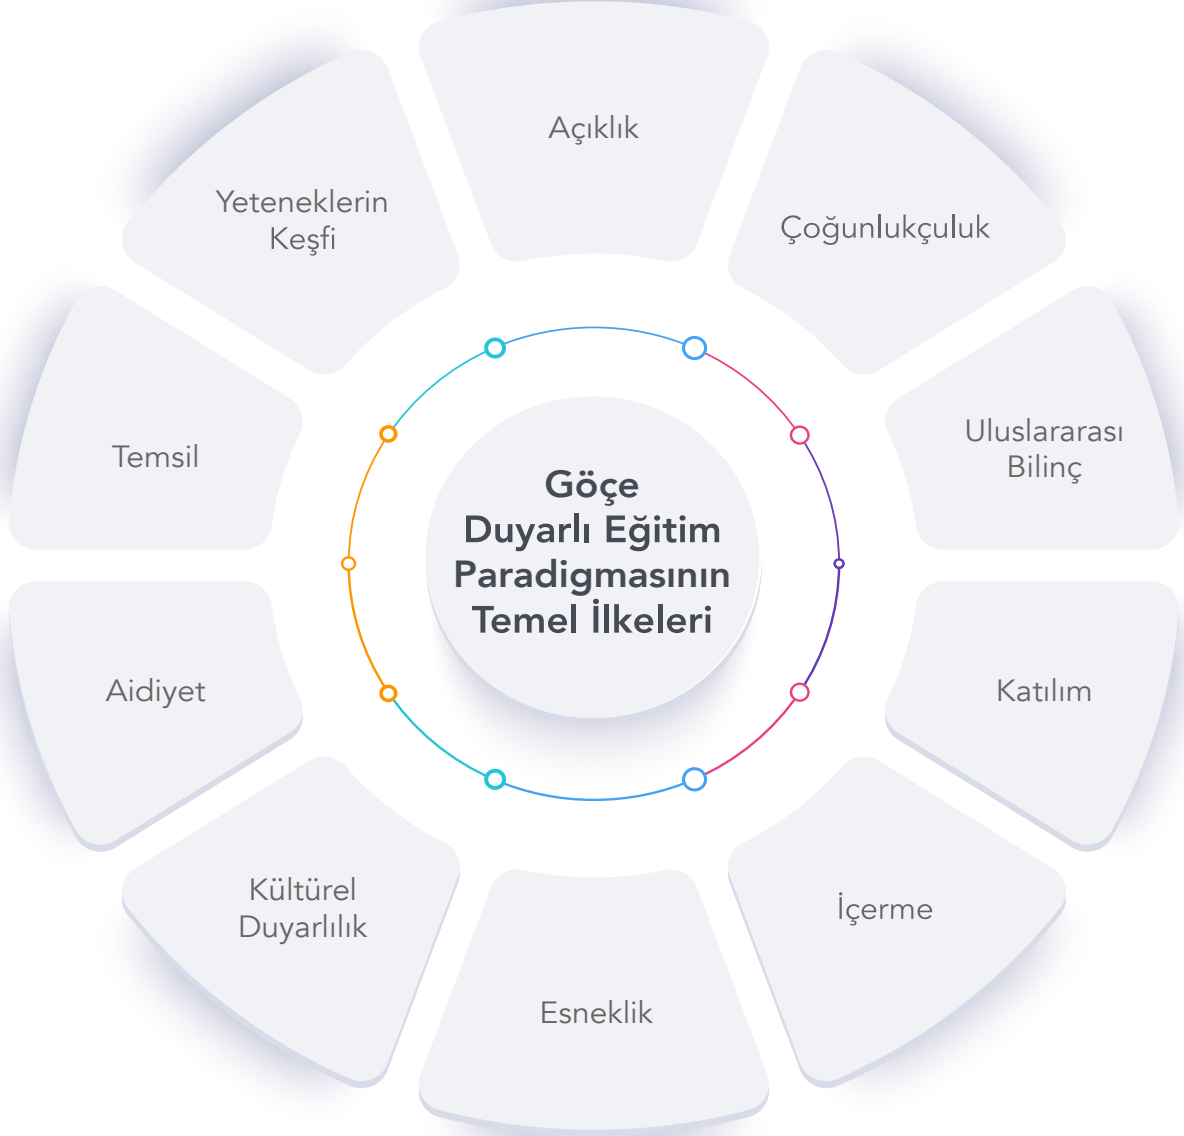 Göçe
Duyarlı Eğitim
Paradigmasının
Temel İlkeleri
Açıklık
Çoğunlukçuluk
Uluslararası
Bilinç
Katılım
İçerme
Esneklik
Kültürel
Duyarlılık
Aidiyet
Temsil
Yeteneklerin
Keşfi